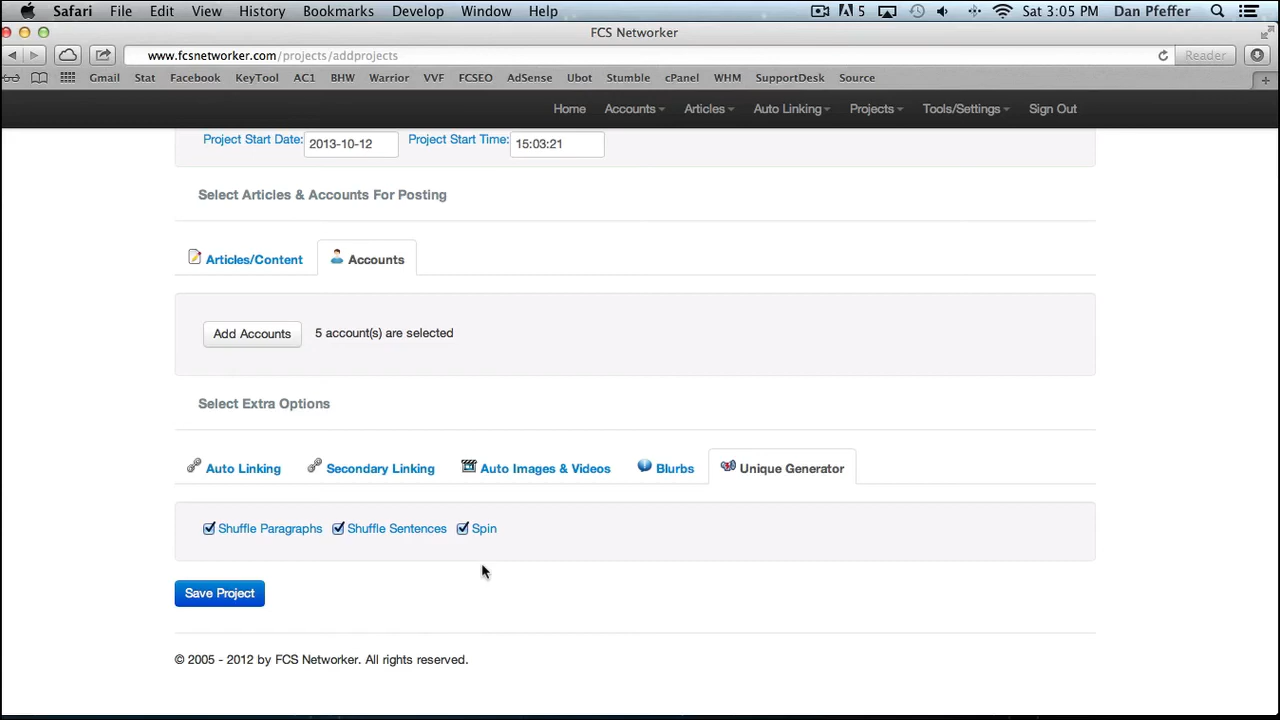 Safari File Edit View History Bookmarks Develop Window Help 5 Sat 3:05 PM Dan Pfeffer
FCS Networker
www.fcsnetworker.com/projects/addprojects Reader
Gmail Stat Facebook KeyTool AC1 BHW Warrior VVF FCSEO AdSense Ubot Stumble cPanel WHM SupportDesk Source
Home Accounts Articles Auto Linking Projects Tools/Settings Sign Out
Project Start Date: 2013-10-12 Project Start Time: 15:03:21
Select Articles & Accounts For Posting
Articles/Content Accounts
Add Accounts 5 account(s) are selected
Select Extra Options
Auto Linking Secondary Linking Auto Images & Videos Blurbs Unique Generator
Shuffle Paragraphs Shuffle Sentences Spin
Save Project
© 2005 - 2012 by FCS Networker. All rights reserved.